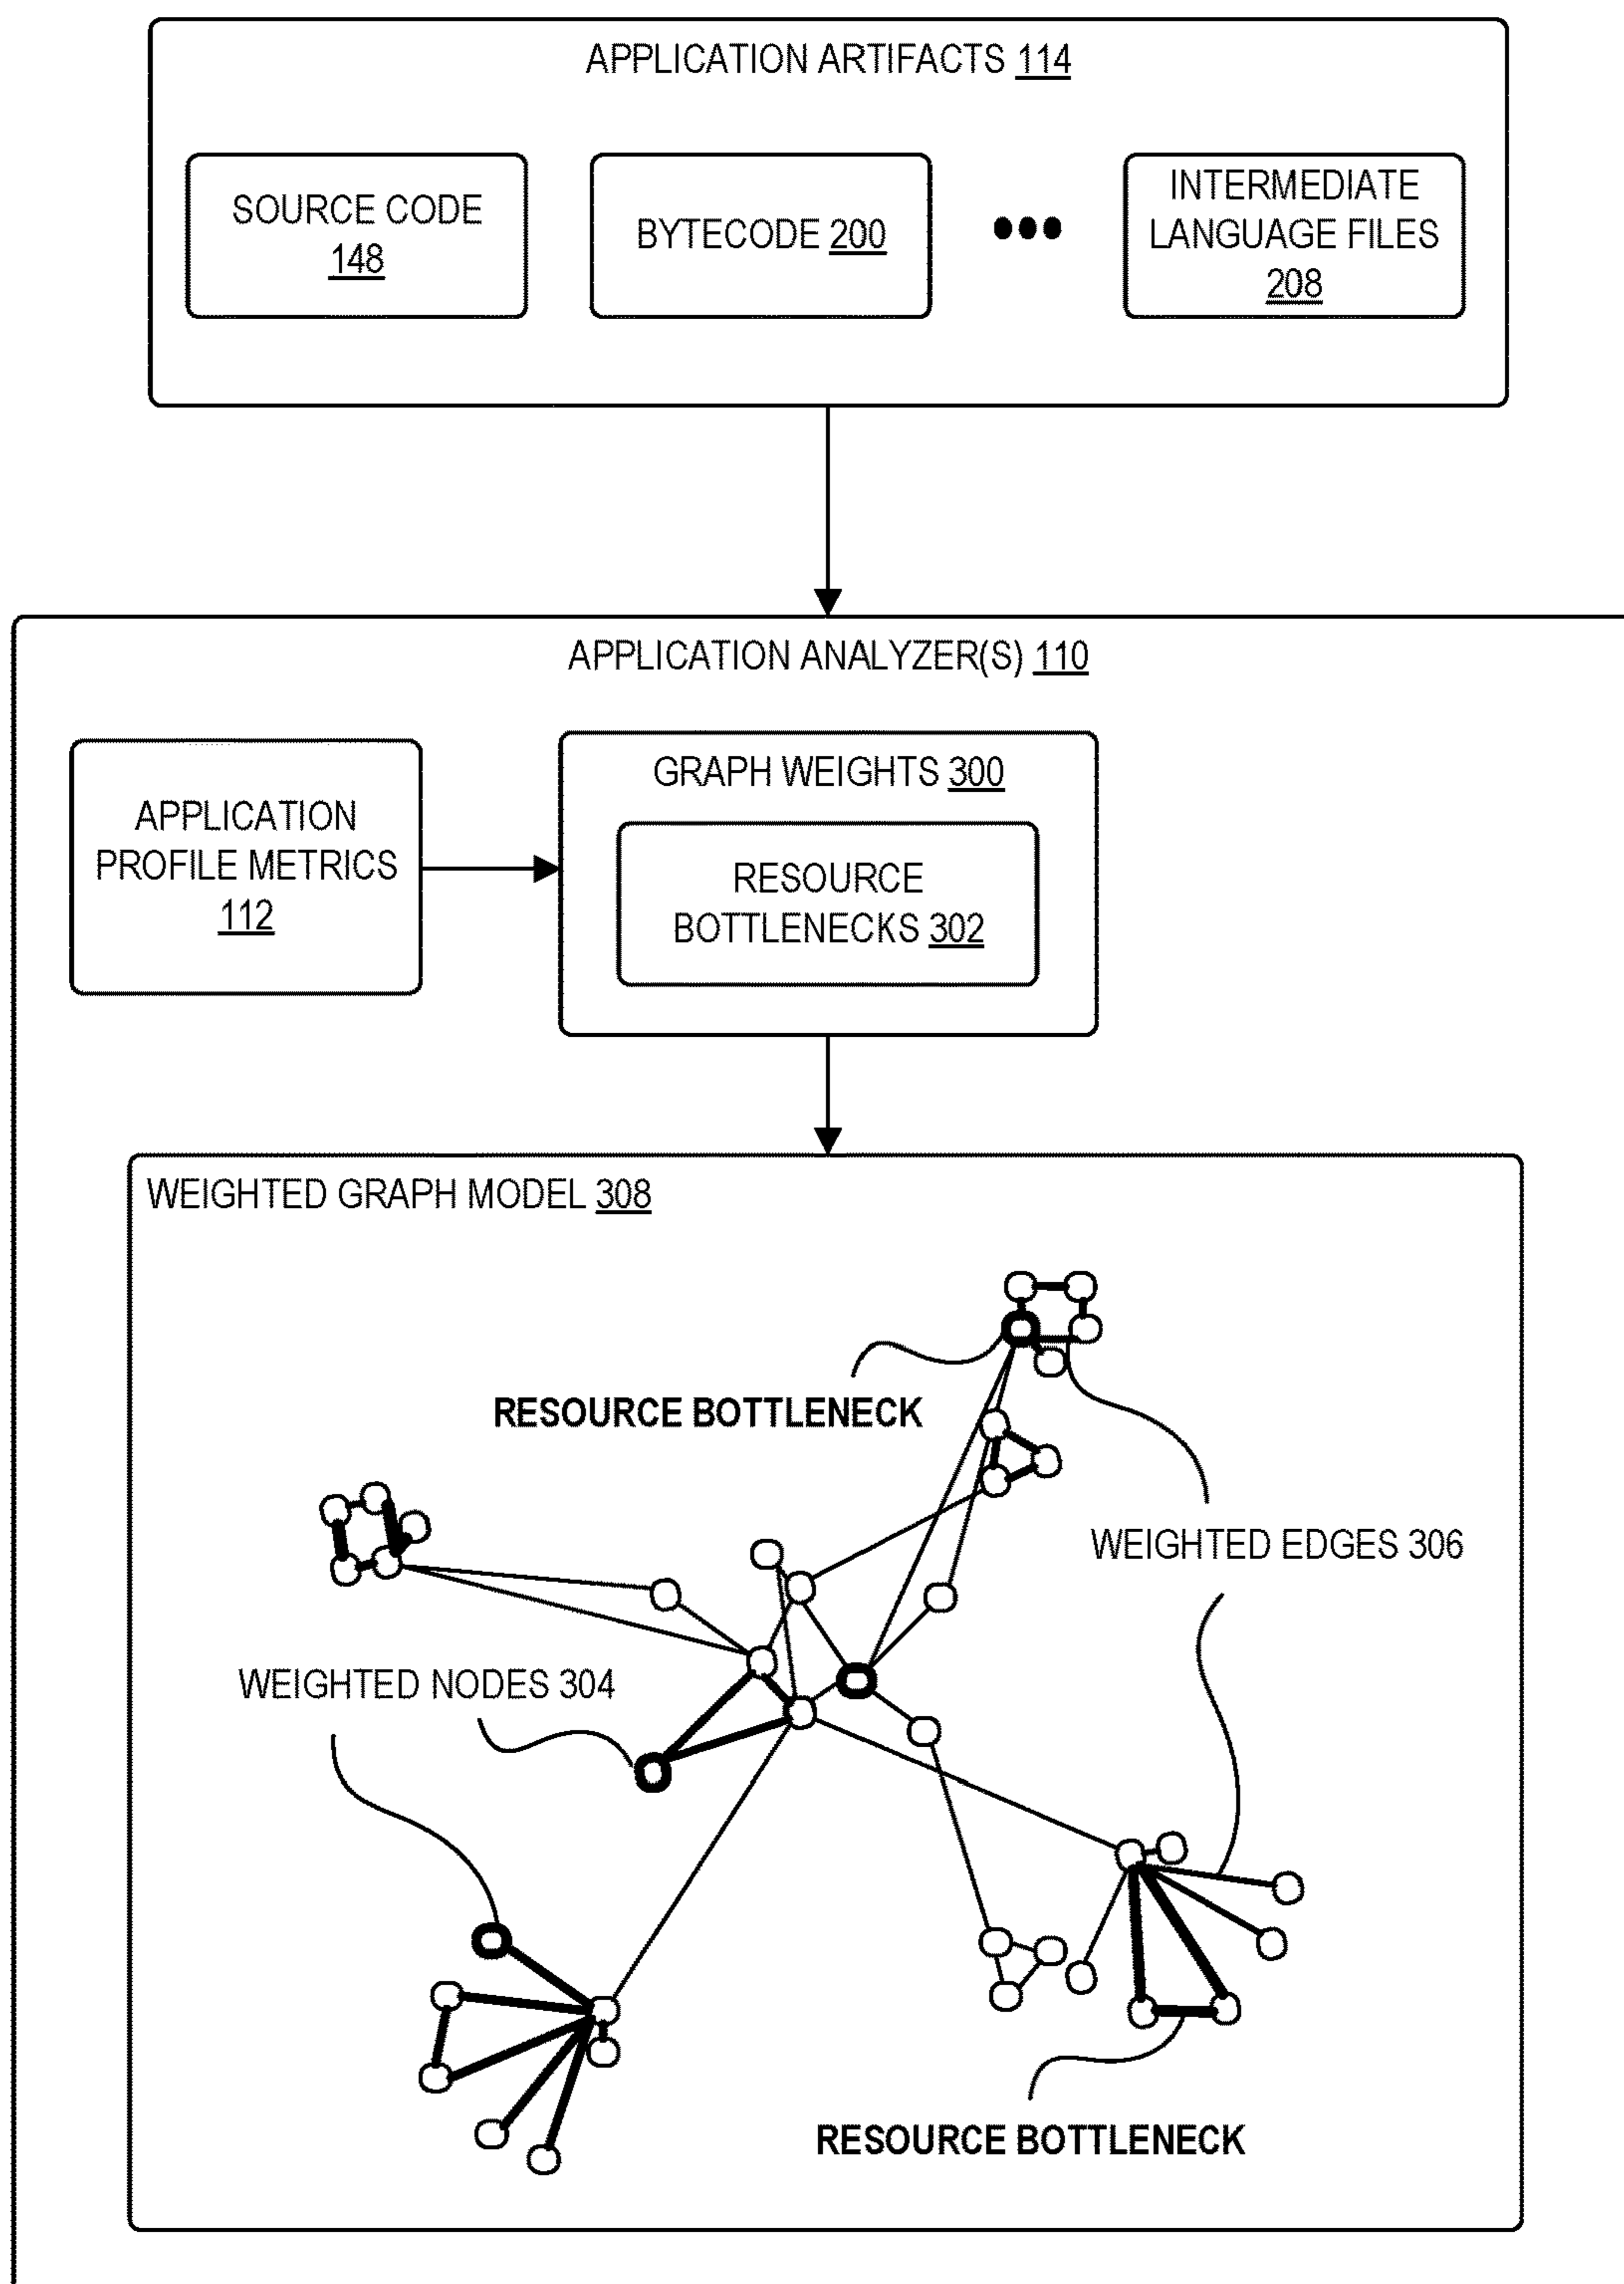 APPLICATION ARTIFACTS 114
SOURCE CODE
148
BYTECODE 200
INTERMEDIATE
LANGUAGE FILES
208
APPLICATION ANALYZER(S) 110
APPLICATION
PROFILE METRICS
112
GRAPH WEIGHTS 300
RESOURCE
BOTTLENECKS 302
WEIGHTED GRAPH MODEL 308
RESOURCE BOTTLENECK
WEIGHTED EDGES 306
WEIGHTED NODES 304
RESOURCE BOTTLENECK